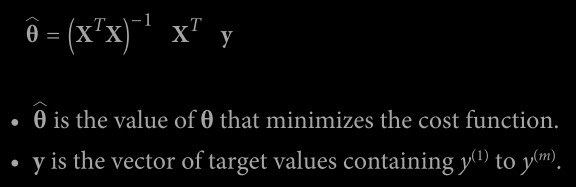 θ̂ = (XᵀX)⁻¹ Xᵀ y
• θ̂ is the value of θ that minimizes the cost function.
• y is the vector of target values containing y⁽¹⁾ to y⁽ᵐ⁾.